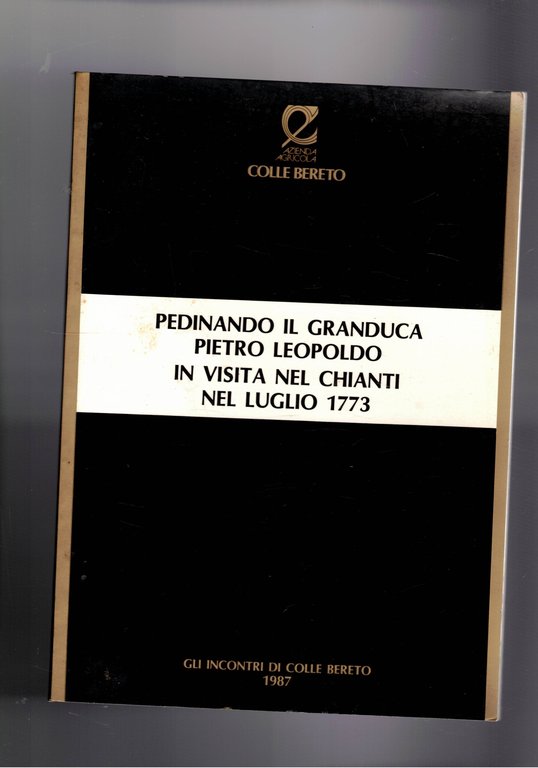 AZIENDA
AGRICOLA
COLLE BERETO
PEDINANDO IL GRANDUCA
PIETRO LEOPOLDO
IN VISITA NEL CHIANTI
NEL LUGLIO 1773
GLI INCONTRI DI COLLE BERETO
1987